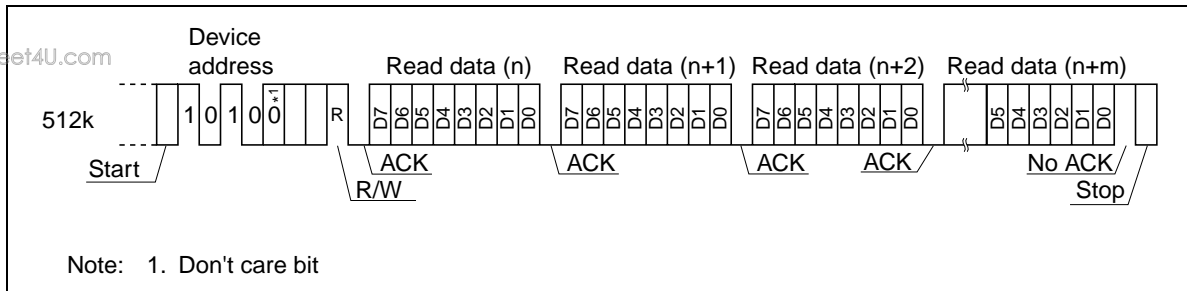 Device
address
eet4U.com
Read data (n) Read data (n+1) Read data (n+2) Read data (n+m)
512k
1 0 1 0 0 *1 R D7 D6 D5 D4 D3 D2 D1 D0 D7 D6 D5 D4 D3 D2 D1 D0 D7 D6 D5 D4 D3 D2 D1 D0 D5 D4 D3 D2 D1 D0
Start ACK ACK ACK ACK No ACK
R/W Stop
Note: 1. Don't care bit